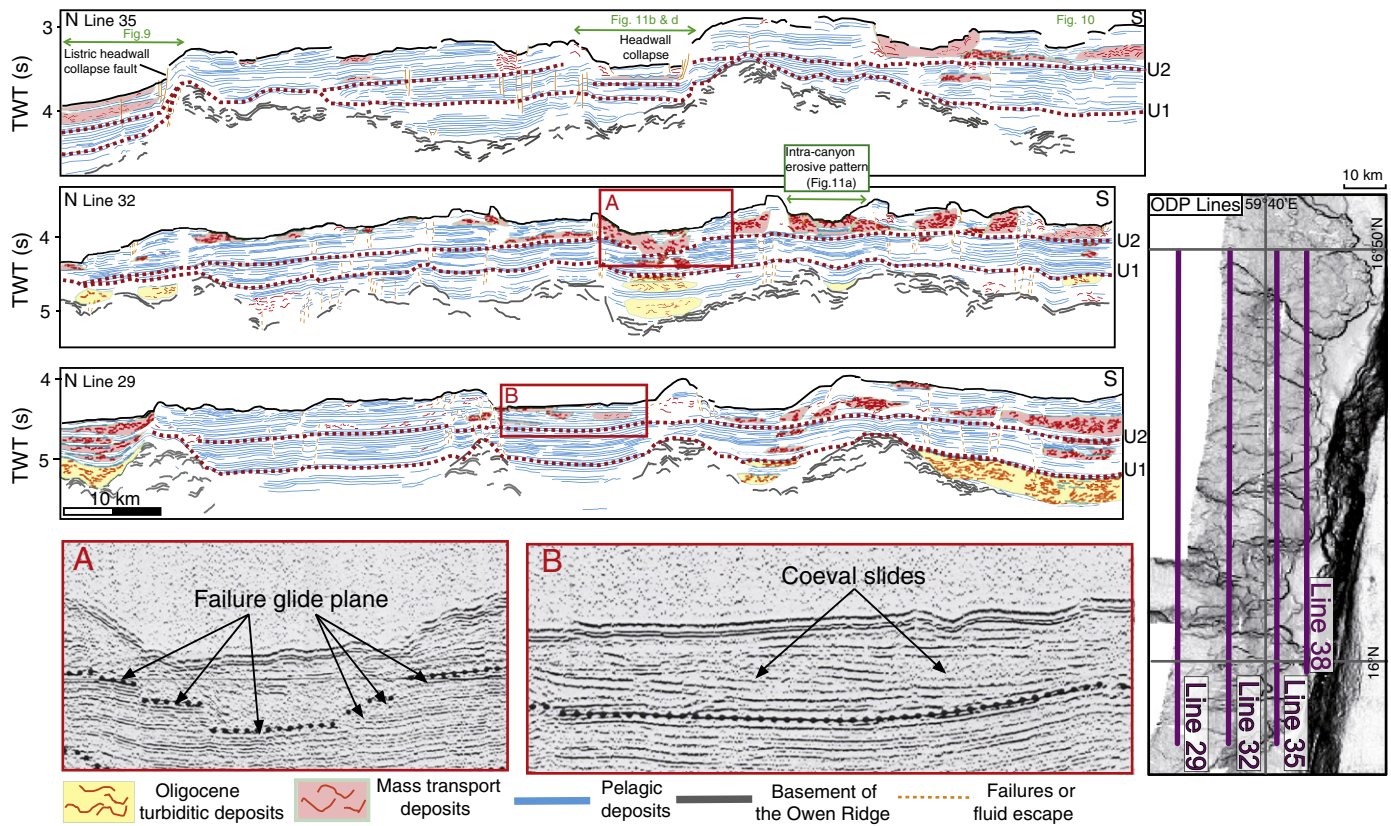 N Line 35
Fig.9
Fig. 11b & d
Fig. 10
S
3
4
TWT (s)
Listric headwall
collapse fault
Headwall
collapse
U2
U1
Intra-canyon
erosive pattern
(Fig.11a)
N Line 32
A
S
4
5
TWT (s)
U2
U1
N Line 29
B
S
4
5
TWT (s)
U2
U1
10 km
A
Failure glide plane
B
Coeval slides
10 km
ODP Lines
59°40'E
16°50'N
16°N
Line 38
Line 29
Line 32
Line 35
Oligocene
turbiditic deposits
Mass transport
deposits
Pelagic
deposits
Basement of
the Owen Ridge
Failures or
fluid escape